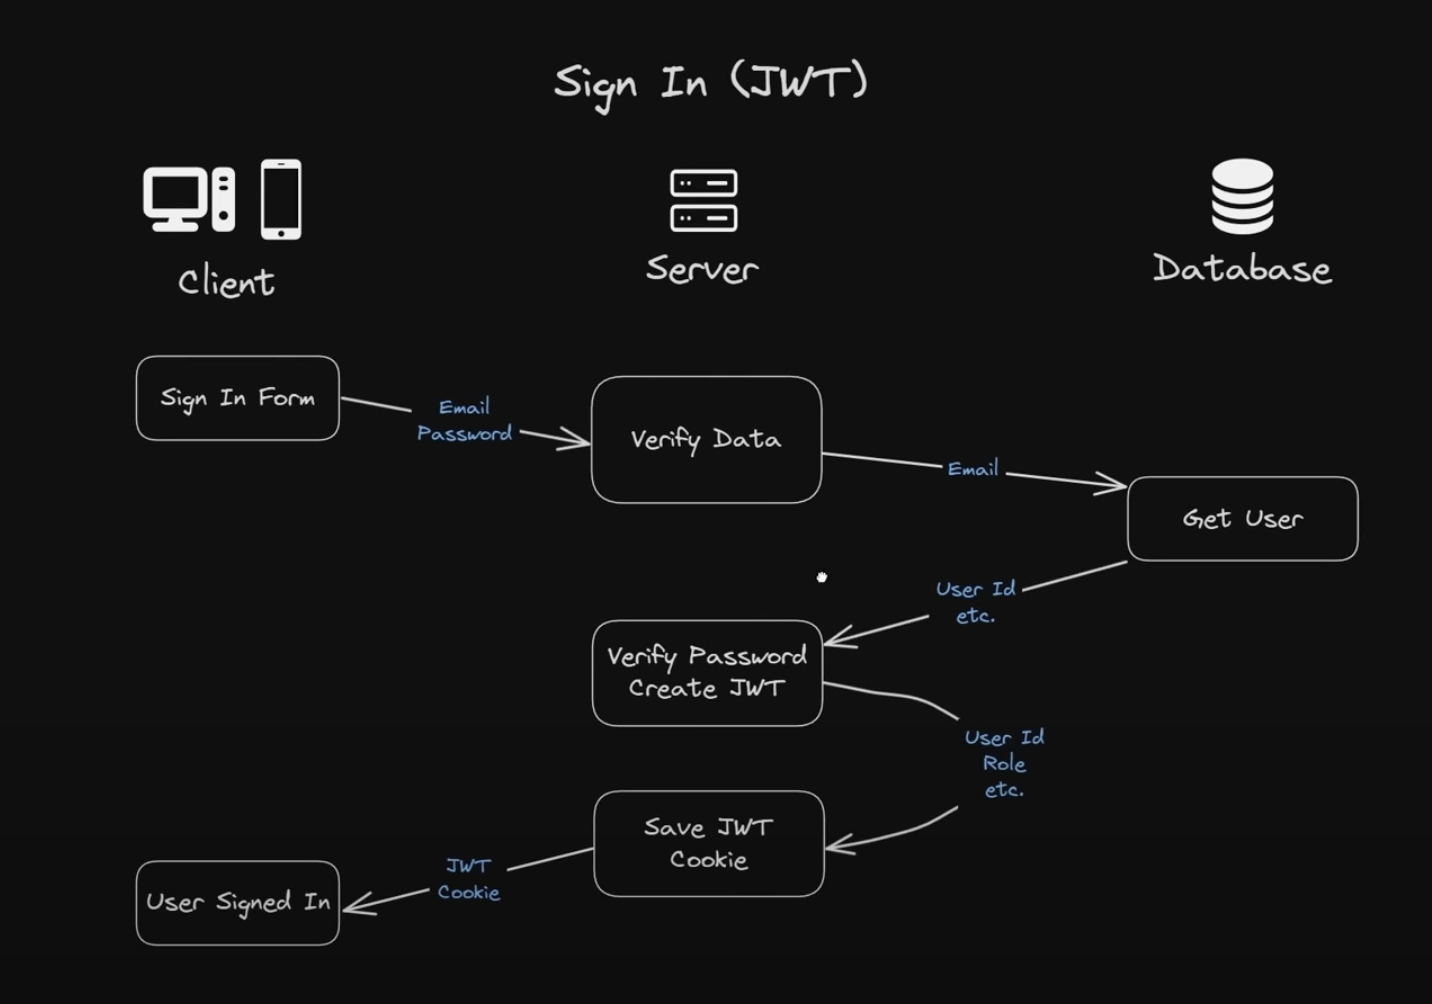 Sign In (JWT)
Client
Server
Database
Sign In Form
Email
Password
Verify Data
Email
Get User
User Id
etc.
Verify Password
Create JWT
User Id
Role
etc.
Save JWT
Cookie
JWT
Cookie
User Signed In